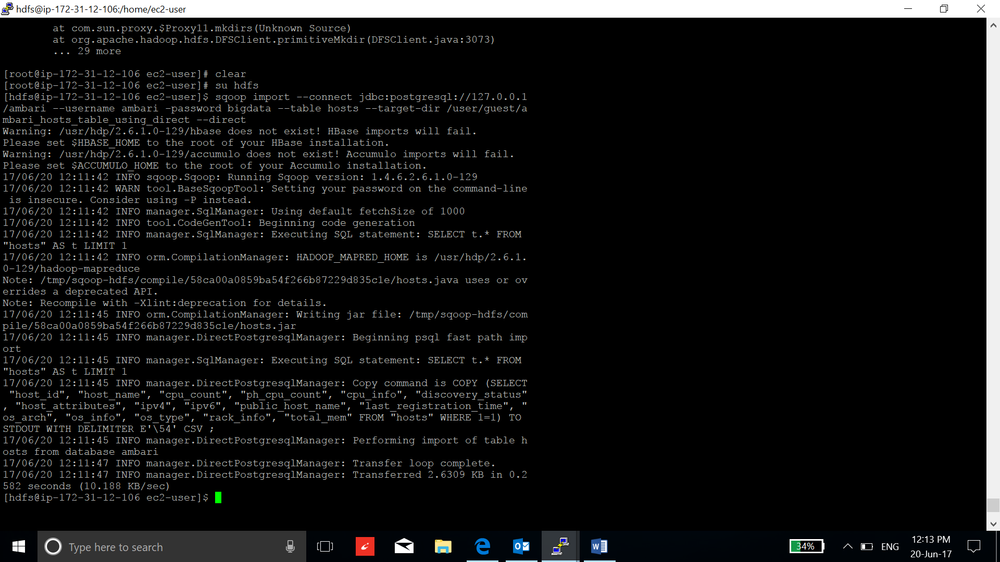 hdfs@ip-172-31-12-106:/home/ec2-user
at com.sun.proxy.$Proxy11.mkdirs(Unknown Source)
at org.apache.hadoop.hdfs.DFSClient.primitiveMkdir(DFSClient.java:3073)
... 29 more
[root@ip-172-31-12-106 ec2-user]# clear
[root@ip-172-31-12-106 ec2-user]# su hdfs
[hdfs@ip-172-31-12-106 ec2-user]$ sqoop import --connect jdbc:postgresql://127.0.0.1
/ambari --username ambari -password bigdata --table hosts --target-dir /user/guest/a
mbari_hosts_table_using_direct --direct
Warning: /usr/hdp/2.6.1.0-129/hbase does not exist! HBase imports will fail.
Please set $HBASE_HOME to the root of your HBase installation.
Warning: /usr/hdp/2.6.1.0-129/accumulo does not exist! Accumulo imports will fail.
Please set $ACCUMULO_HOME to the root of your Accumulo installation.
17/06/20 12:11:42 INFO sqoop.Sqoop: Running Sqoop version: 1.4.6.2.6.1.0-129
17/06/20 12:11:42 WARN tool.BaseSqoopTool: Setting your password on the command-line
 is insecure. Consider using -P instead.
17/06/20 12:11:42 INFO manager.SqlManager: Using default fetchSize of 1000
17/06/20 12:11:42 INFO tool.CodeGenTool: Beginning code generation
17/06/20 12:11:42 INFO manager.SqlManager: Executing SQL statement: SELECT t.* FROM
"hosts" AS t LIMIT 1
17/06/20 12:11:42 INFO orm.CompilationManager: HADOOP_MAPRED_HOME is /usr/hdp/2.6.1.
0-129/hadoop-mapreduce
Note: /tmp/sqoop-hdfs/compile/58ca00a0859ba54f266b87229d835c1e/hosts.java uses or ov
errides a deprecated API.
Note: Recompile with -Xlint:deprecation for details.
17/06/20 12:11:45 INFO orm.CompilationManager: Writing jar file: /tmp/sqoop-hdfs/com
pile/58ca00a0859ba54f266b87229d835c1e/hosts.jar
17/06/20 12:11:45 INFO manager.DirectPostgresqlManager: Beginning psql fast path imp
ort
17/06/20 12:11:45 INFO manager.SqlManager: Executing SQL statement: SELECT t.* FROM
"hosts" AS t LIMIT 1
17/06/20 12:11:45 INFO manager.DirectPostgresqlManager: Copy command is COPY (SELECT
 "host_id", "host_name", "cpu_count", "ph_cpu_count", "cpu_info", "discovery_status"
, "host_attributes", "ipv4", "ipv6", "public_host_name", "last_registration_time", "
os_arch", "os_info", "os_type", "rack_info", "total_mem" FROM "hosts" WHERE 1=1) TO
STDOUT WITH DELIMITER E'\54' CSV ;
17/06/20 12:11:45 INFO manager.DirectPostgresqlManager: Performing import of table h
osts from database ambari
17/06/20 12:11:47 INFO manager.DirectPostgresqlManager: Transfer loop complete.
17/06/20 12:11:47 INFO manager.DirectPostgresqlManager: Transferred 2.6309 KB in 0.2
582 seconds (10.188 KB/sec)
[hdfs@ip-172-31-12-106 ec2-user]$
Type here to search
34%
ENG
12:13 PM
20-Jun-17